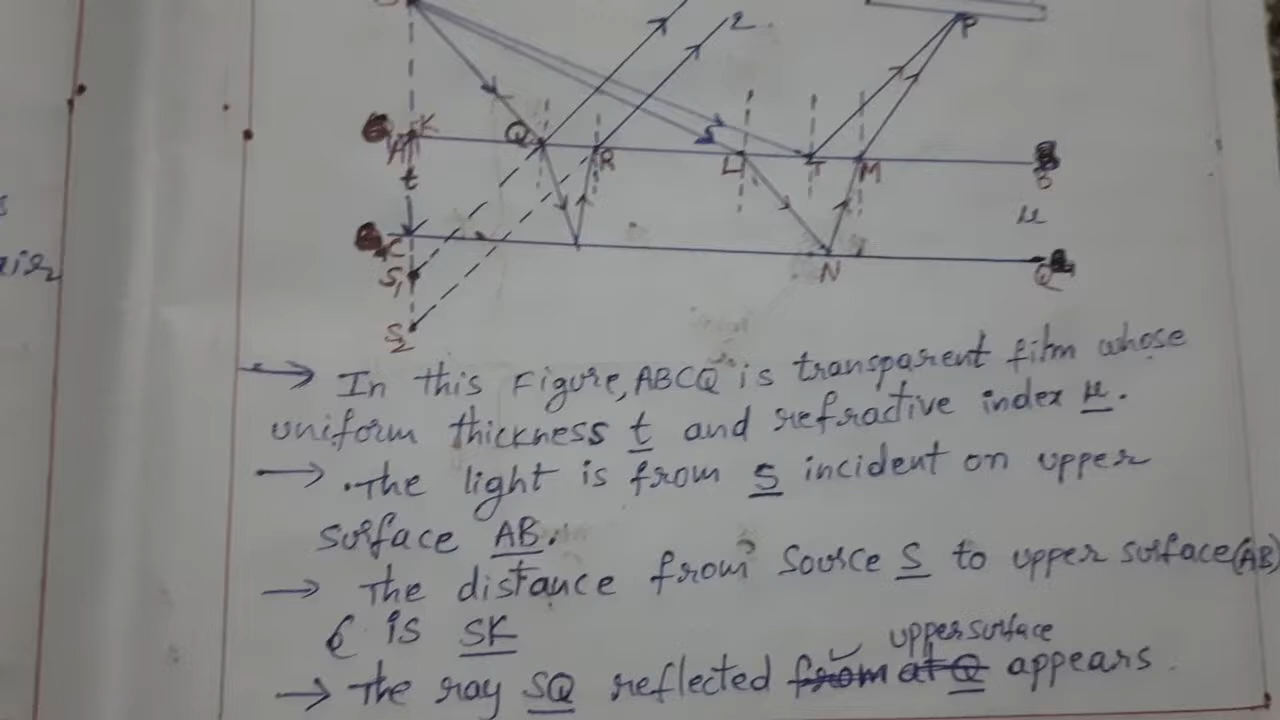 2.
P
K
Q
R
L
T
M
B
t
μ
K
N
Q
S1
S2
→ In this Figure, ABCQ is transparent film whose
uniform thickness t and refractive index μ.
→ .The light is from S incident on upper
surface AB.
→ The distance from source S to upper surface(AB)
is SK
upper surface
→ The ray SQ reflected from at Q appears.